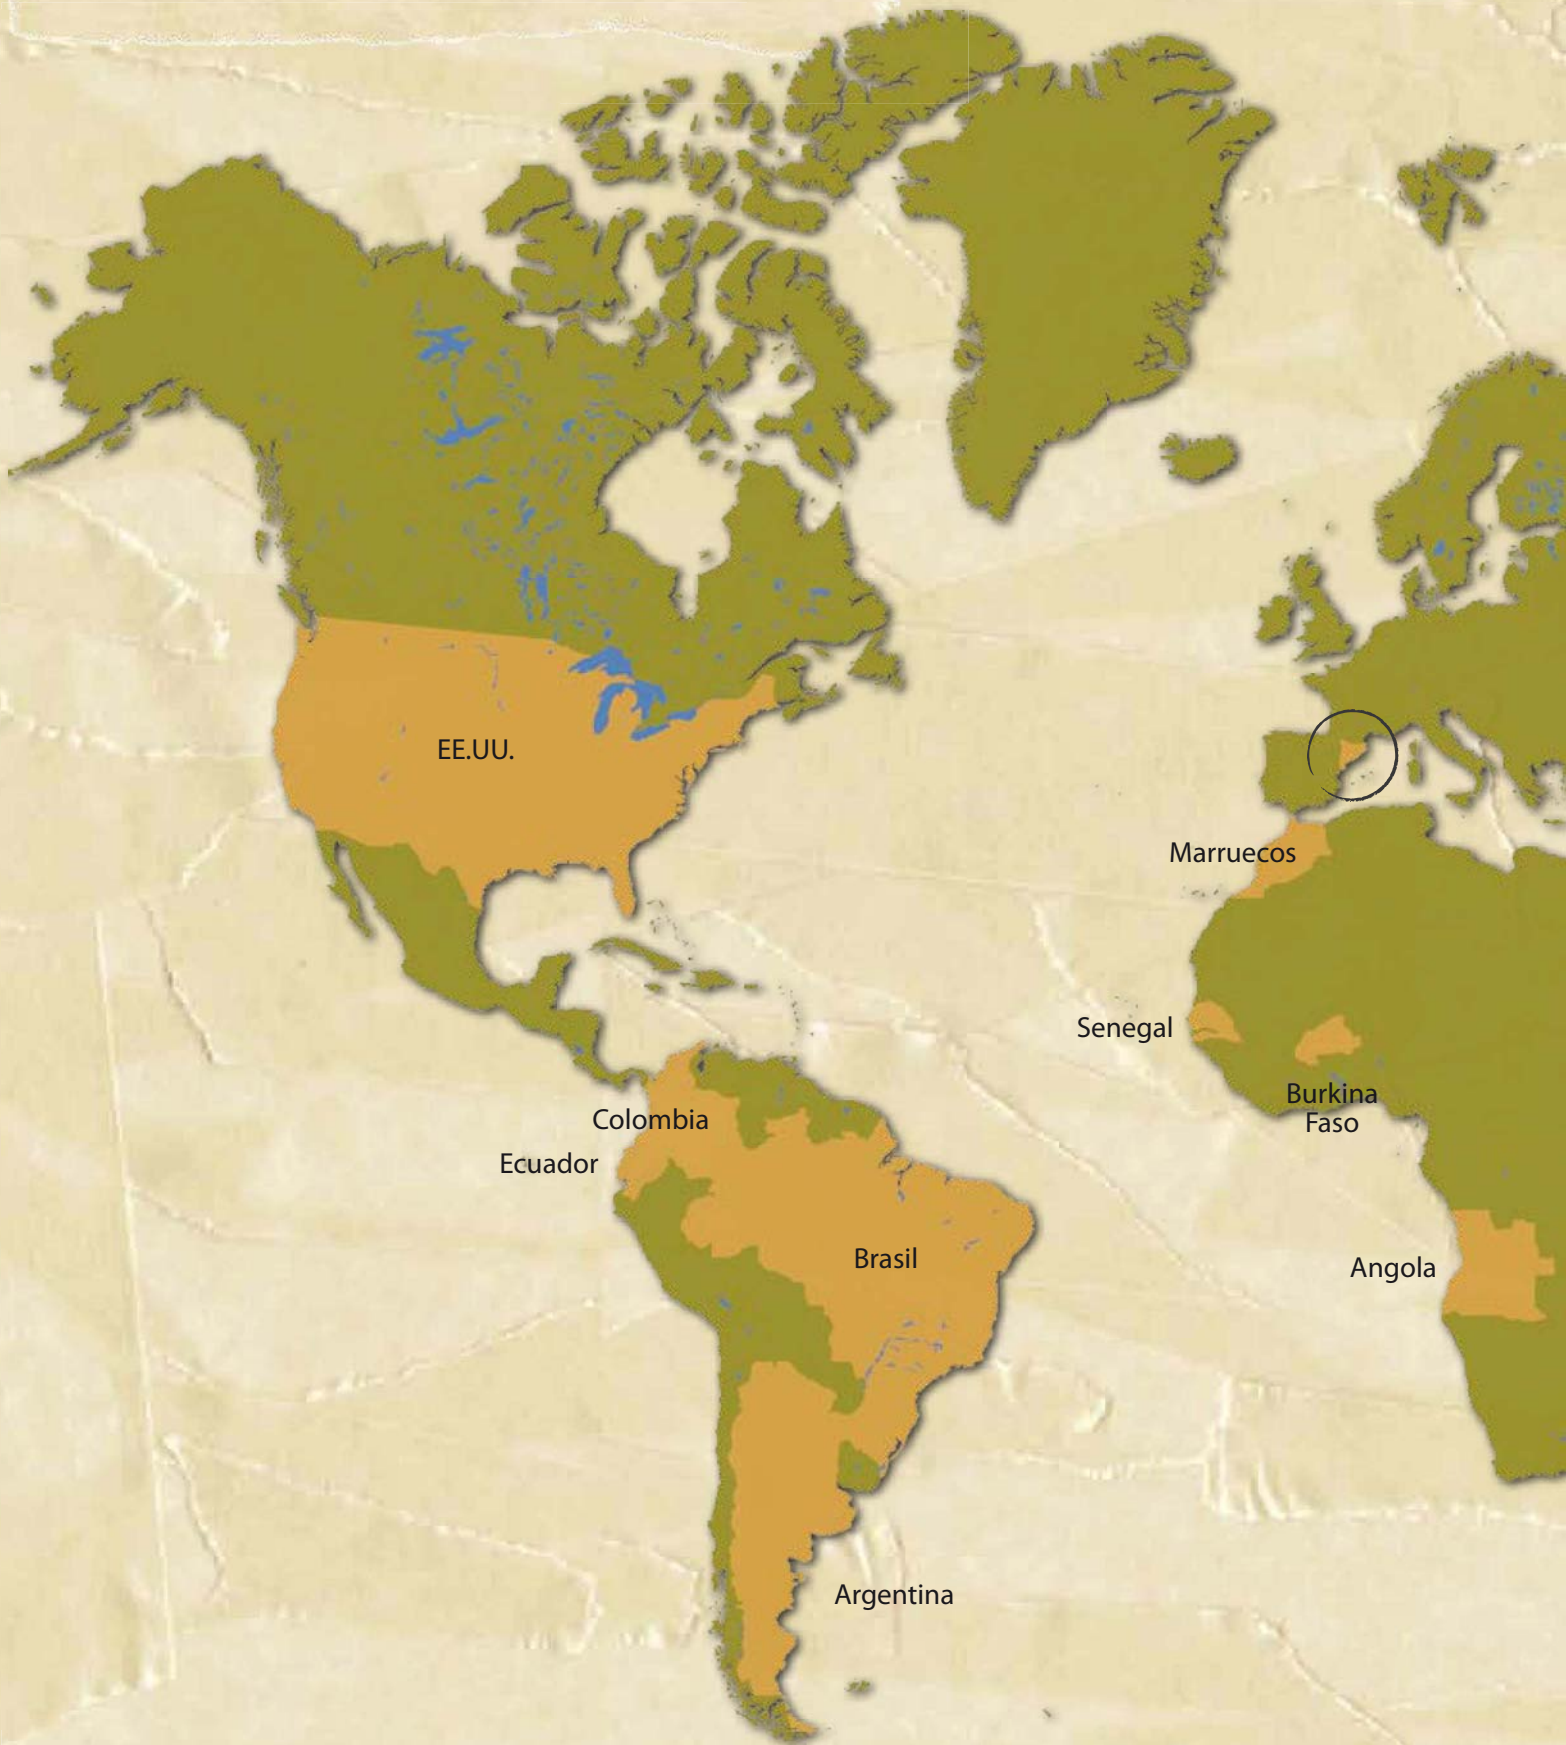 EE.UU.
Marruecos
Senegal
Burkina
Faso
Colombia
Ecuador
Brasil
Angola
Argentina